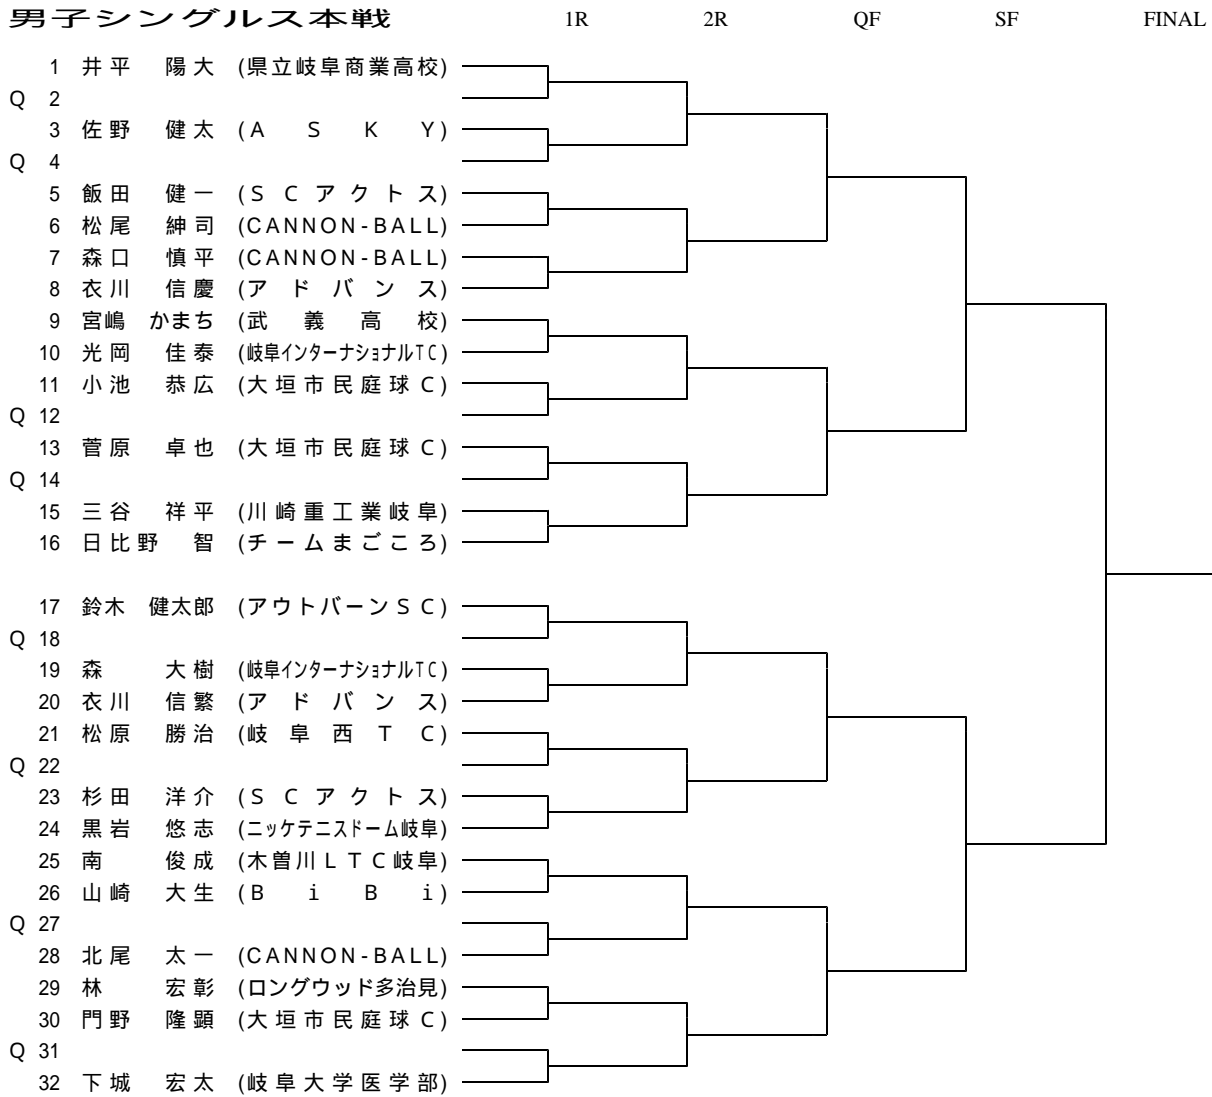 男子シングルス本戦 1R 2R QF SF FINAL
1 井平 陽大 (県立岐阜商業高校)
Q 2
3 佐野 健太 (ASKY)
Q 4
5 飯田 健一 (SCアクトス)
6 松尾 紳司 (CANNON-BALL)
7 森口 慎平 (CANNON-BALL)
8 衣川 信慶 (アドバンス)
9 宮嶋 かまち (武義高校)
10 光岡 佳泰 (岐阜インターナショナルTC)
11 小池 恭広 (大垣市民庭球C)
Q 12
13 菅原 卓也 (大垣市民庭球C)
Q 14
15 三谷 祥平 (川崎重工業岐阜)
16 日比野 智 (チームまごころ)
17 鈴木 健太郎 (アウトバーンSC)
Q 18
19 森 大樹 (岐阜インターナショナルTC)
20 衣川 信繁 (アドバンス)
21 松原 勝治 (岐阜西TC)
Q 22
23 杉田 洋介 (SCアクトス)
24 黒岩 悠志 (ニッケテニスドーム岐阜)
25 南 俊成 (木曽川LTC岐阜)
26 山崎 大生 (BiBi)
Q 27
28 北尾 太一 (CANNON-BALL)
29 林 宏彰 (ロングウッド多治見)
30 門野 隆顕 (大垣市民庭球C)
Q 31
32 下城 宏太 (岐阜大学医学部)